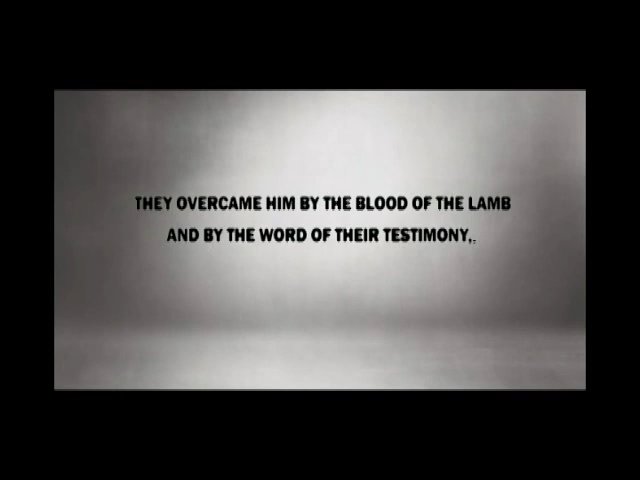 THEY OVERCAME HIM BY THE BLOOD OF THE LAMB
AND BY THE WORD OF THEIR TESTIMONY,.